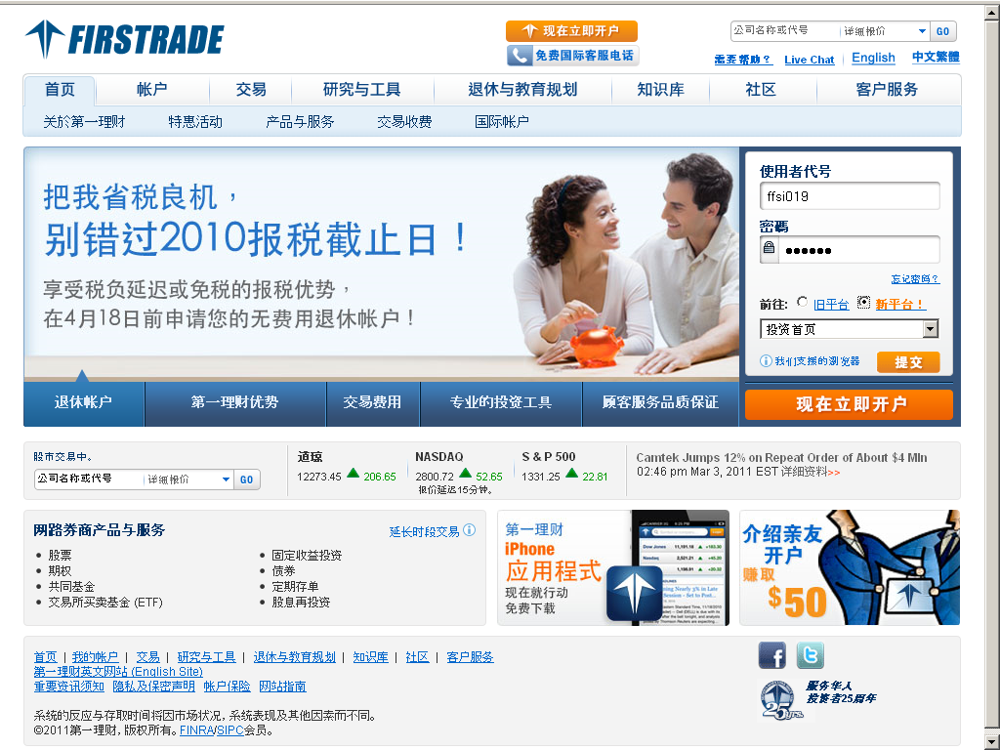 FIRSTRADE
现在立即开户
免费国际客服电话
公司名称或代号 详细报价 GO
需要帮助？ Live Chat English 中文繁體
首页 帐户 交易 研究与工具 退休与教育规划 知识库 社区 客户服务
关於第一理财 特惠活动 产品与服务 交易收费 国际帐户
把我省税良机，
别错过2010报税截止日！
享受税负延迟或免税的报税优势，
在4月18日前申请您的无费用退休帐户！
使用者代号
ffsi019
密碼
●●●●●●
忘记密码？
前往: 旧平台 新平台！
投资首页
我们支援的浏览器 提交
退休帐户 第一理财优势 交易费用 专业的投资工具 顾客服务品质保证
现在立即开户
股市交易中。
公司名称或代号 详细报价 GO
道琼 NASDAQ S & P 500
12273.45 206.65 2800.72 52.65 1331.25 22.81
报价延迟15分钟。
Camtek Jumps 12% on Repeat Order of About $4 Mln
02:46 pm Mar 3, 2011 EST 详细资料>>
网路券商产品与服务 延长时段交易
股票 固定收益投资
期权 债券
共同基金 定期存单
交易所买卖基金 (ETF) 股息再投资
第一理财
iPhone
应用程式
现在就行动
免费下载
介绍亲友
开户
赚取
$50
首页 | 我的帐户 | 交易 | 研究与工具 | 退休与教育规划 | 知识库 | 社区 | 客户服务
第一理财英文网站 (English Site)
重要资讯须知 隐私及保密声明 帐户保险 网站指南
系统的反应与存取时间将因市场状况, 系统表现及其他因素而不同。
©2011第一理财, 版权所有。FINRA/SIPC会员。
服务华人
投资者25周年
25 YRS